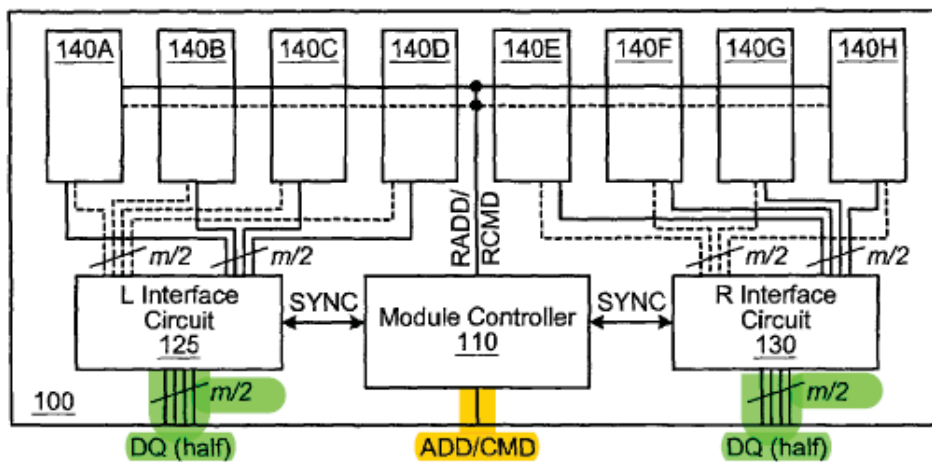 140A 140B 140C 140D 140E 140F 140G 140H
RADD/
RCMD
m/2 m/2 m/2 m/2
L Interface
Circuit
125
SYNC
Module Controller
110
SYNC
R Interface
Circuit
130
100
m/2 m/2
DQ (half) ADD/CMD DQ (half)